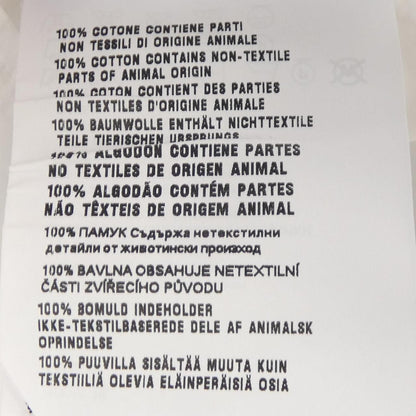 100% COTONE CONTIENE PARTI
NON TESSILI DI ORIGINE ANIMALE
100% COTTON CONTAINS NON-TEXTILE
PARTS OF ANIMAL ORIGIN
100% COTON CONTIENT DES PARTIES
NON TEXTILES D'ORIGINE ANIMALE
100% BAUMWOLLE ENTHÄLT NICHTTEXTILE
TEILE TIERISCHEN URSPRUNGS
100% ALGODON CONTIENE PARTES
NO TEXTILES DE ORIGEN ANIMAL
100% ALGODÃO CONTÉM PARTES
NÃO TÊXTEIS DE ORIGEM ANIMAL
100% ПАМУК Съдържа нетекстилни
детайли от животински произход
100% BAVLNA OBSAHUJE NETEXTILNÍ
ČÁSTI ZVÍŘECÍHO PŮVODU
100% BOMULD INDEHOLDER
IKKE-TEKSTILBASEREDE DELE AF ANIMALSK
OPRINDELSE
100% PUUVILLA SISÄLTÄÄ MUUTA KUIN
TEKSTIILIÄ OLEVIA ELÄINPERÄISIÄ OSIA